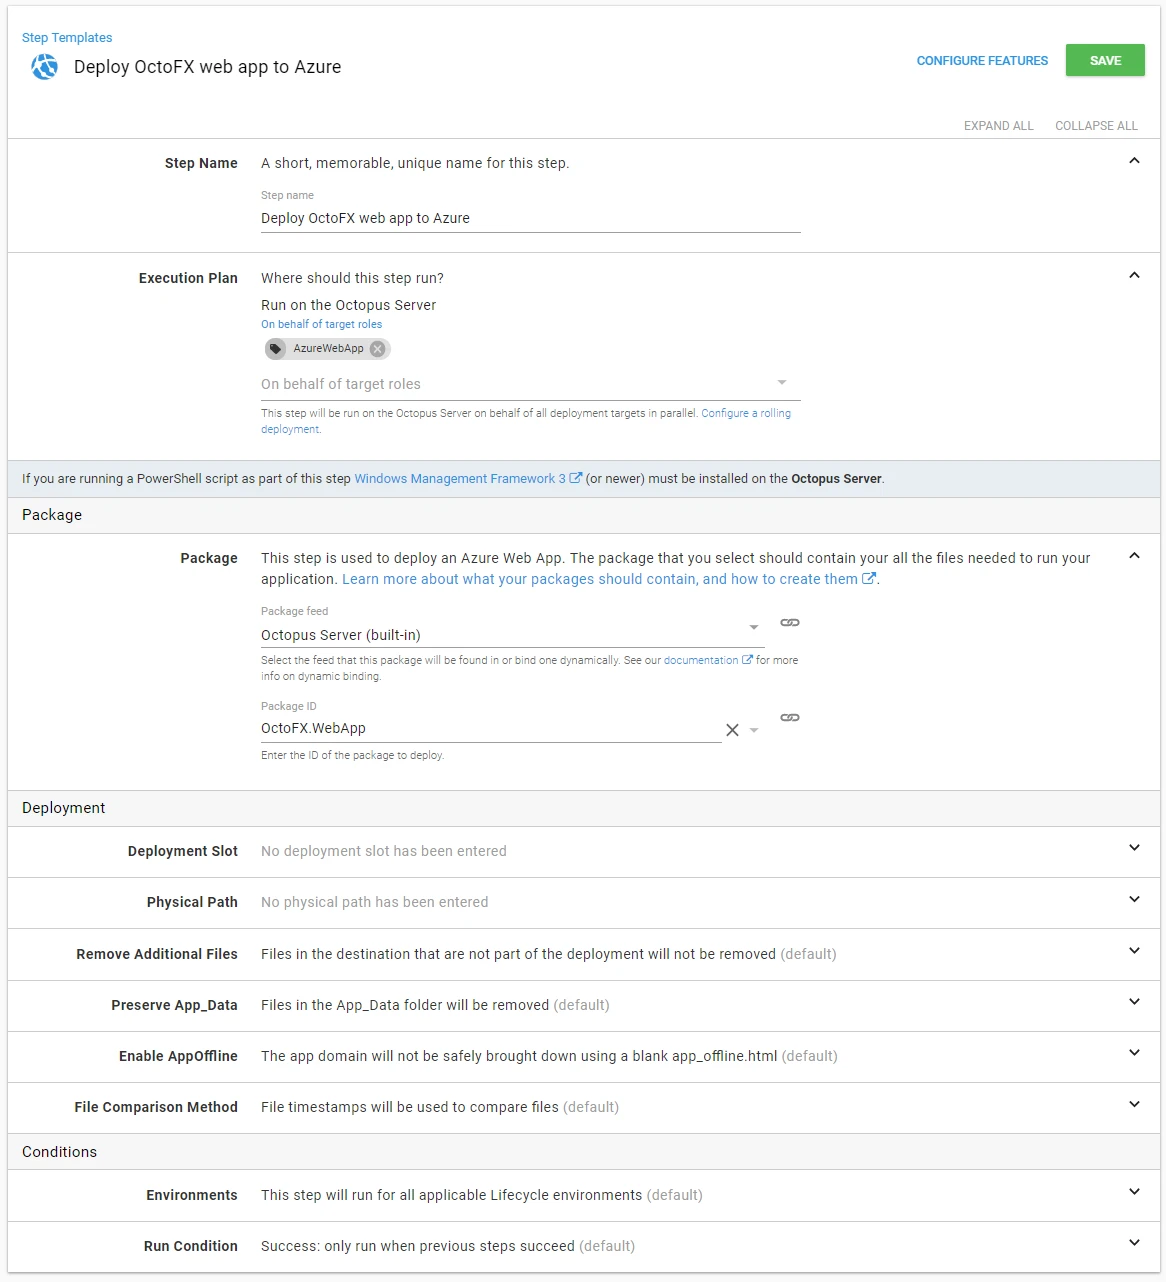 Step Templates
Deploy OctoFX web app to Azure
CONFIGURE FEATURES
SAVE
EXPAND ALL COLLAPSE ALL
Step Name A short, memorable, unique name for this step.
Step name
Deploy OctoFX web app to Azure
Execution Plan Where should this step run?
Run on the Octopus Server
On behalf of target roles
AzureWebApp
On behalf of target roles
This step will be run on the Octopus Server on behalf of all deployment targets in parallel. Configure a rolling
deployment.
If you are running a PowerShell script as part of this step Windows Management Framework 3 (or newer) must be installed on the Octopus Server.
Package
Package This step is used to deploy an Azure Web App. The package that you select should contain your all the files needed to run your
application. Learn more about what your packages should contain, and how to create them.
Package feed
Octopus Server (built-in)
Select the feed that this package will be found in or bind one dynamically. See our documentation for more
info on dynamic binding.
Package ID
OctoFX.WebApp
Enter the ID of the package to deploy.
Deployment
Deployment Slot No deployment slot has been entered
Physical Path No physical path has been entered
Remove Additional Files Files in the destination that are not part of the deployment will not be removed (default)
Preserve App_Data Files in the App_Data folder will be removed (default)
Enable AppOffline The app domain will not be safely brought down using a blank app_offline.html (default)
File Comparison Method File timestamps will be used to compare files (default)
Conditions
Environments This step will run for all applicable Lifecycle environments (default)
Run Condition Success: only run when previous steps succeed (default)